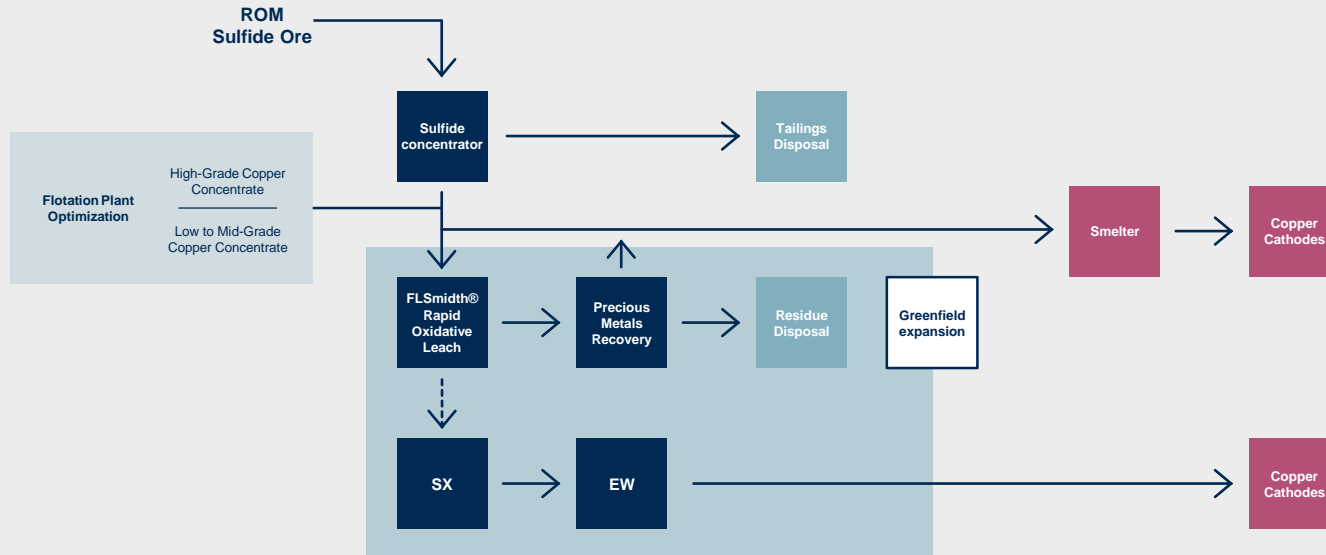 ROM
Sulfide Ore
Sulfide
concentrator
Tailings
Disposal
Flotation Plant
Optimization
High-Grade Copper
Concentrate
Low to Mid-Grade
Copper Concentrate
Smelter
Copper
Cathodes
FLSmidth®
Rapid
Oxidative
Leach
Precious
Metals
Recovery
Residue
Disposal
Greenfield
expansion
SX
EW
Copper
Cathodes